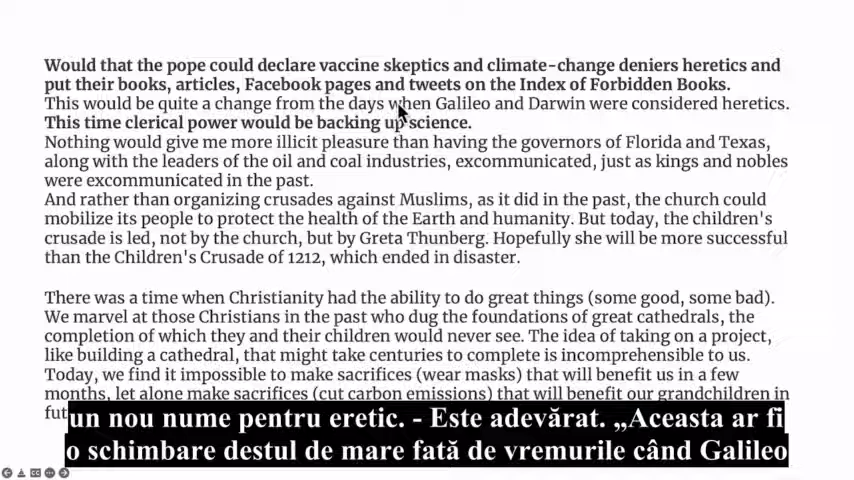 Would that the pope could declare vaccine skeptics and climate-change deniers heretics and
put their books, articles, Facebook pages and tweets on the Index of Forbidden Books.
This would be quite a change from the days when Galileo and Darwin were considered heretics.
This time clerical power would be backing up science.
Nothing would give me more illicit pleasure than having the governors of Florida and Texas,
along with the leaders of the oil and coal industries, excommunicated, just as kings and nobles
were excommunicated in the past.
And rather than organizing crusades against Muslims, as it did in the past, the church could
mobilize its people to protect the health of the Earth and humanity. But today, the children's
crusade is led, not by the church, but by Greta Thunberg. Hopefully she will be more successful
than the Children's Crusade of 1212, which ended in disaster.
There was a time when Christianity had the ability to do great things (some good, some bad).
We marvel at those Christians in the past who dug the foundations of great cathedrals, the
completion of which they and their children would never see. The idea of taking on a project,
like building a cathedral, that might take centuries to complete is incomprehensible to us.
Today, we find it impossible to make sacrifices (wear masks) that will benefit us in a few
months, let alone make sacrifices (cut carbon emissions) that will benefit our grandchildren in
fut
un nou nume pentru eretic. - Este adevărat. „Aceasta ar fi
o schimbare destul de mare fată de vremurile când Galileo